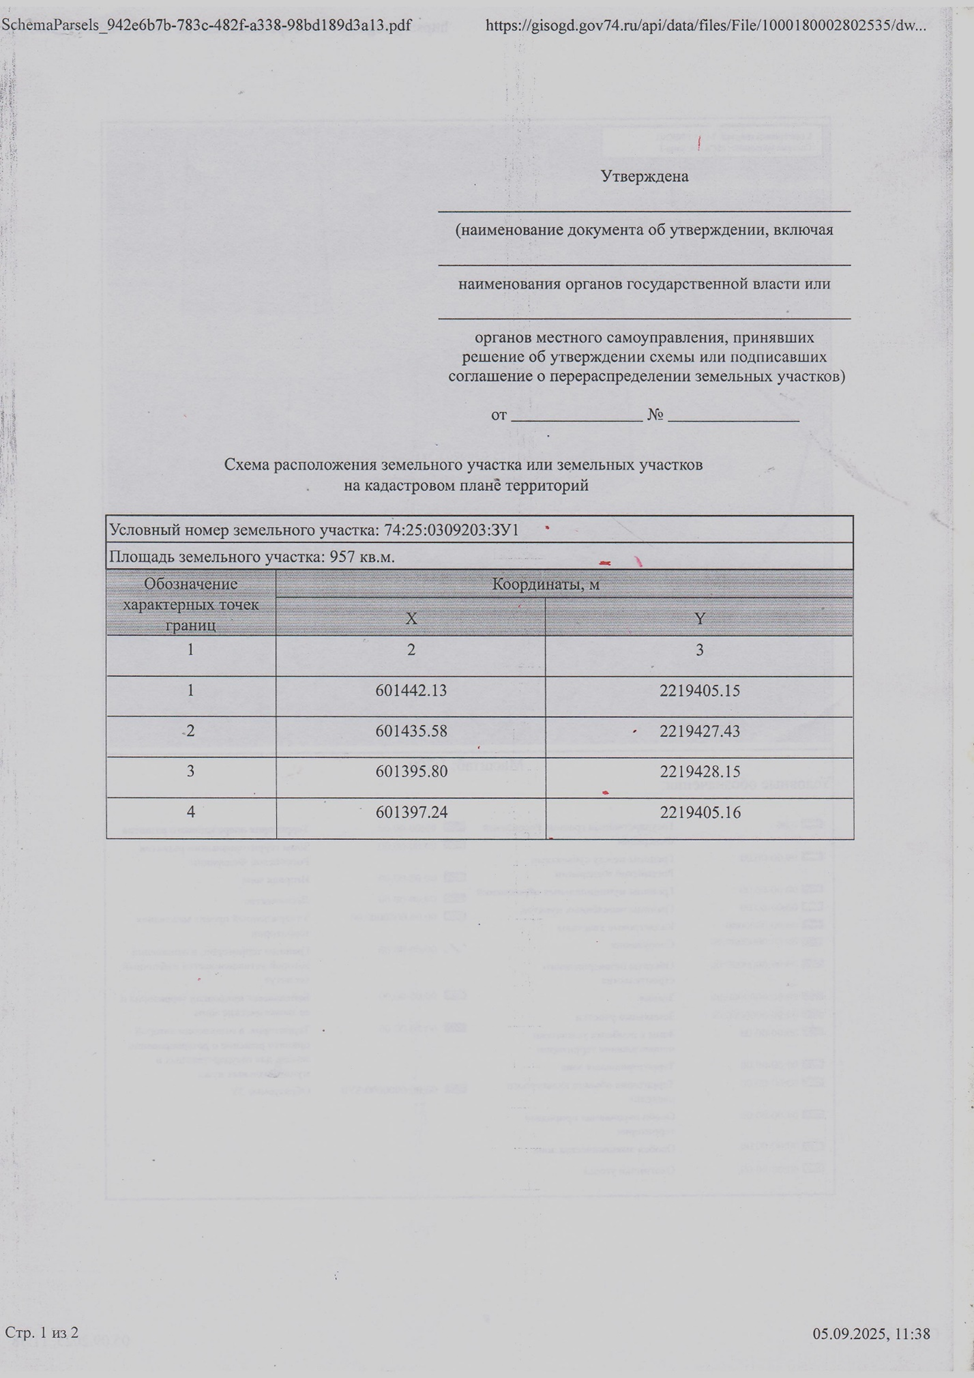 SchemaParsels_942e6b7b-783c-482f-a338-98bd189d3a13.pdf https://gisogd.gov74.ru/api/data/files/File/1000180002802535/dw...
Утверждена
(наименование документа об утверждении, включая
наименования органов государственной власти или
органов местного самоуправления, принявших
решение об утверждении схемы или подписавших
соглашение о перераспределении земельных участков)
от _______________ № _______________
Схема расположения земельного участка или земельных участков
на кадастровом плане территорий
Условный номер земельного участка: 74:25:0309203:ЗУ1
Площадь земельного участка: 957 кв.м.
Обозначение характерных точек границ Координаты, м
X Y
1 2 3
1 601442.13 2219405.15
2 601435.58 2219427.43
3 601395.80 2219428.15
4 601397.24 2219405.16
Стр. 1 из 2 05.09.2025, 11:38